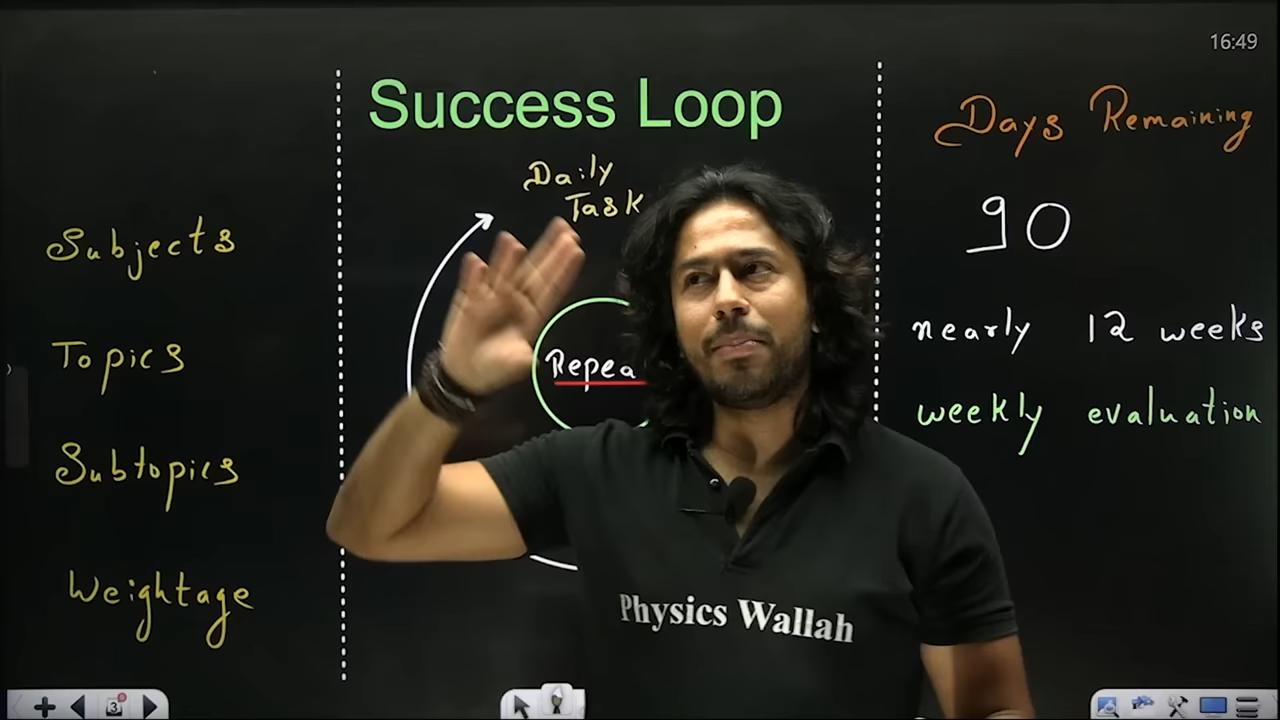 16:49
Success Loop
Days Remaining
Daily
Task
90
Subjects
nearly 12 weeks
Topics
weekly evaluation
Subtopics
Weightage
Physics Wallah
3